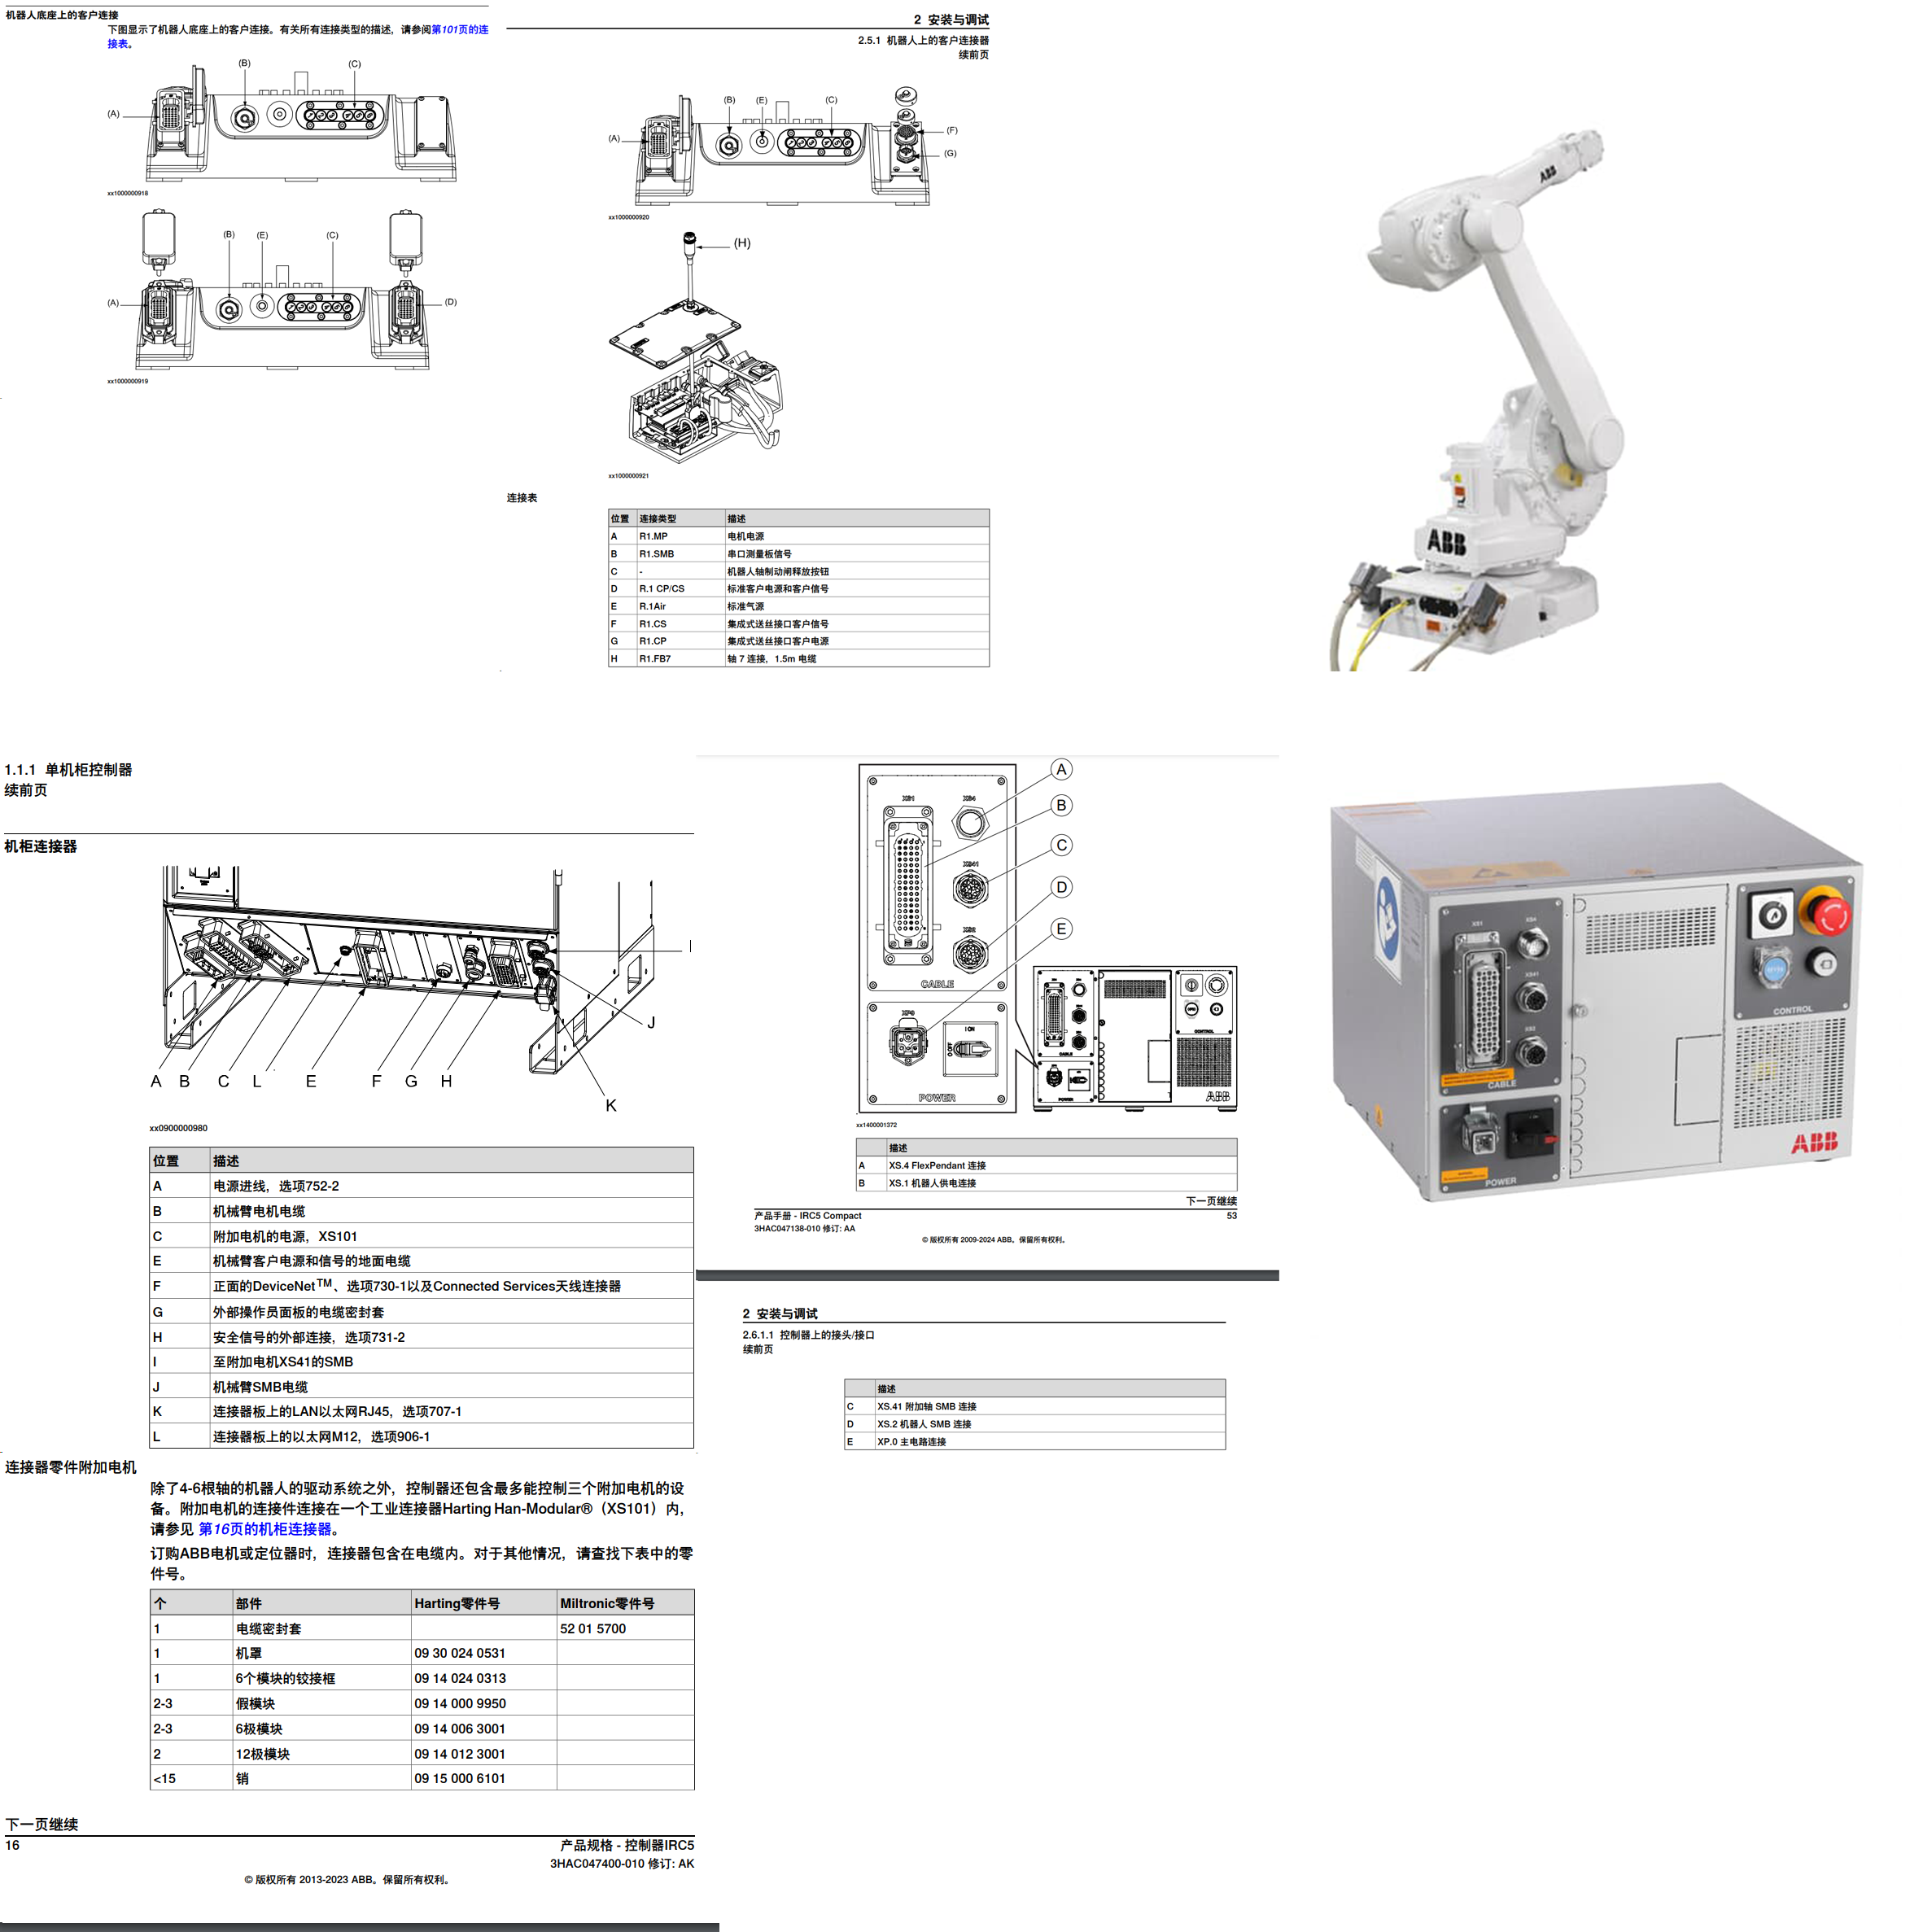 机器人底座上的客户连接
下图显示了机器人底座上的客户连接。有关所有连接类型的描述，请参阅第101页的连
接表。
(B)
(C)
(A)
xx1000000918
(B)
(E)
(C)
(A)
(D)
xx1000000919
2 安装与调试
2.5.1 机器人上的客户连接器
续前页
(B)
(E)
(C)
(A)
(F)
(G)
xx1000000920
(H)
xx1000000921
连接表
位置 连接类型 描述
A R1.MP 电机电源
B R1.SMB 串口测量板信号
C - 机器人轴制动闸释放按钮
D R.1 CP/CS 标准客户电源和客户信号
E R.1Air 标准气源
F R1.CS 集成式送丝接口客户信号
G R1.CP 集成式送丝接口客户电源
H R1.FB7 轴 7 连接，1.5m 电缆
ABB
ABB
1.1.1 单机柜控制器
续前页
机柜连接器
I
J
A B C L E F G H
K
xx0900000980
位置 描述
A 电源进线，选项752-2
B 机械臂电机电缆
C 附加电机的电源，XS101
E 机械臂客户电源和信号的地面电缆
F 正面的DeviceNet™、选项730-1以及Connected Services天线连接器
G 外部操作员面板的电缆密封套
H 安全信号的外部连接，选项731-2
I 至附加电机XS41的SMB
J 机械臂SMB电缆
K 连接器板上的LAN以太网RJ45，选项707-1
L 连接器板上的以太网M12，选项906-1
连接器零件附加电机
除了4-6根轴的机器人的驱动系统之外，控制器还包含最多能控制三个附加电机的设
备。附加电机的连接件连接在一个工业连接器Harting Han-Modular®（XS101）内，
请参见 第16页的机柜连接器。
订购ABB电机或定位器时，连接器包含在电缆内。对于其他情况，请查找下表中的零
件号。
个 部件 Harting零件号 Miltronic零件号
1 电缆密封套 52 01 5700
1 机罩 09 30 024 0531
1 6个模块的铰接框 09 14 024 0313
2-3 假模块 09 14 000 9950
2-3 6极模块 09 14 006 3001
2 12极模块 09 14 012 3001
<15 销 09 15 000 6101
下一页继续
16
产品规格 - 控制器IRC5
3HAC047400-010 修订: AK
© 版权所有 2013-2023 ABB。保留所有权利。
A
B
C
D
E
XS1
XS4
XS41
XS2
CABLE
XP0
I ON
O OFF
POWER
CABLE
CONTROL
POWER
ABB
xx1400001372
描述
A XS.4 FlexPendant 连接
B XS.1 机器人供电连接
下一页继续
产品手册 - IRC5 Compact
53
3HAC047138-010 修订: AA
© 版权所有 2009-2024 ABB。保留所有权利。
2 安装与调试
2.6.1.1 控制器上的接头/接口
续前页
描述
C XS.41 附加轴 SMB 连接
D XS.2 机器人 SMB 连接
E XP.0 主电路连接
XS1
XS4
XS41
XS2
CABLE
CONTROL
POWER
ABB